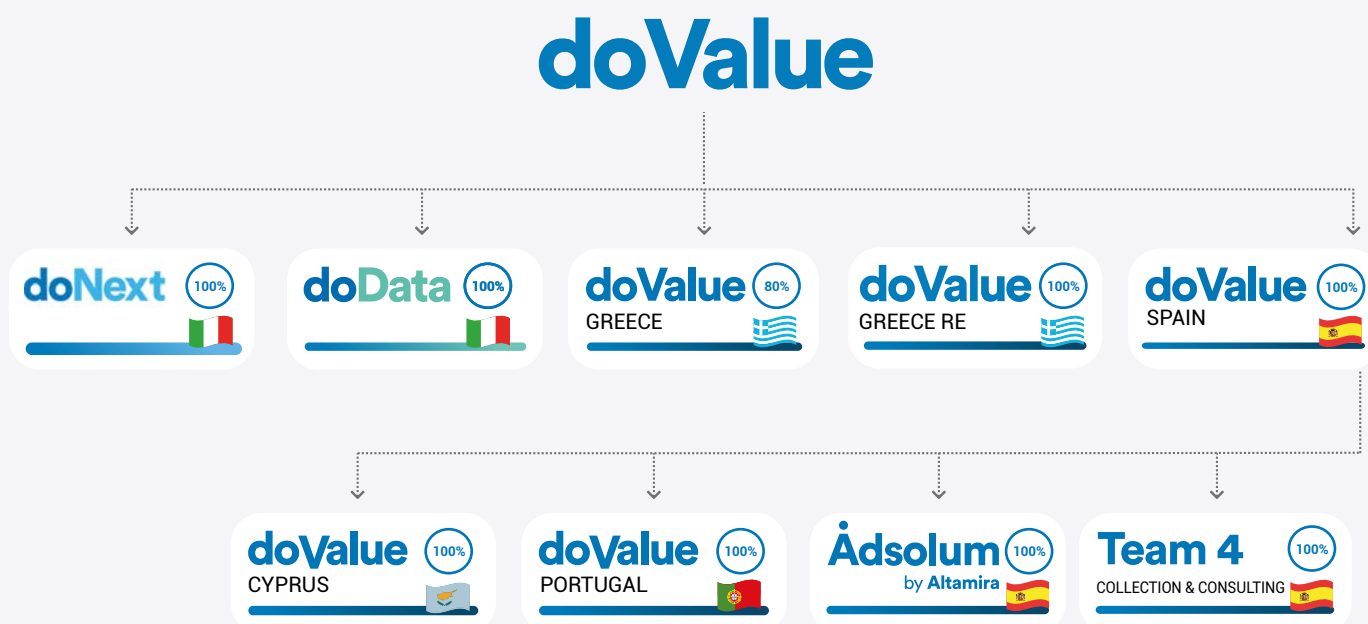 doValue
doNext 100%
doData 100%
doValue 80%
GREECE
doValue 100%
GREECE RE
doValue 100%
SPAIN
doValue 100%
CYPRUS
doValue 100%
PORTUGAL
Ådsolum 100%
by Altamira
Team 4 100%
COLLECTION & CONSULTING